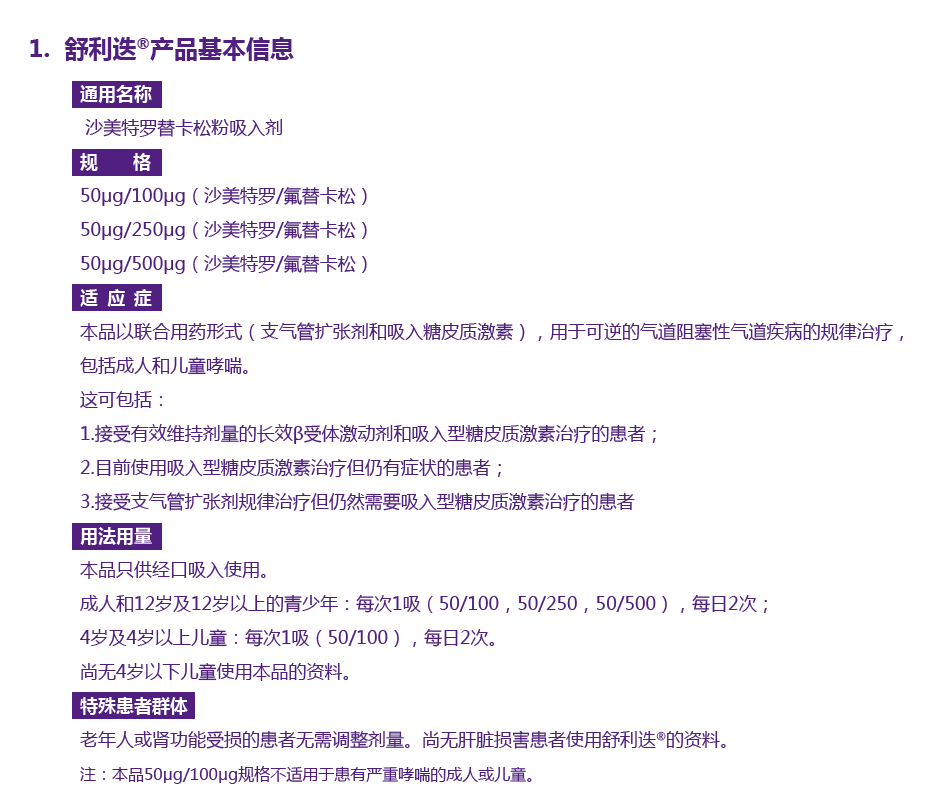 1. 舒利迭®产品基本信息
通用名称
沙美特罗替卡松粉吸入剂
规 格
50μg/100μg（沙美特罗/氟替卡松）
50μg/250μg（沙美特罗/氟替卡松）
50μg/500μg（沙美特罗/氟替卡松）
适 应 症
本品以联合用药形式（支气管扩张剂和吸入糖皮质激素），用于可逆的气道阻塞性气道疾病的规律治疗，
包括成人和儿童哮喘。
这可包括：
1.接受有效维持剂量的长效β受体激动剂和吸入型糖皮质激素治疗的患者；
2.目前使用吸入型糖皮质激素治疗但仍有症状的患者；
3.接受支气管扩张剂规律治疗但仍然需要吸入型糖皮质激素治疗的患者
用法用量
本品只供经口吸入使用。
成人和12岁及12岁以上的青少年：每次1吸（50/100，50/250，50/500），每日2次；
4岁及4岁以上儿童：每次1吸（50/100），每日2次。
尚无4岁以下儿童使用本品的资料。
特殊患者群体
老年人或肾功能受损的患者无需调整剂量。尚无肝脏损害患者使用舒利迭®的资料。
注：本品50μg/100μg规格不适用于患有严重哮喘的成人或儿童。